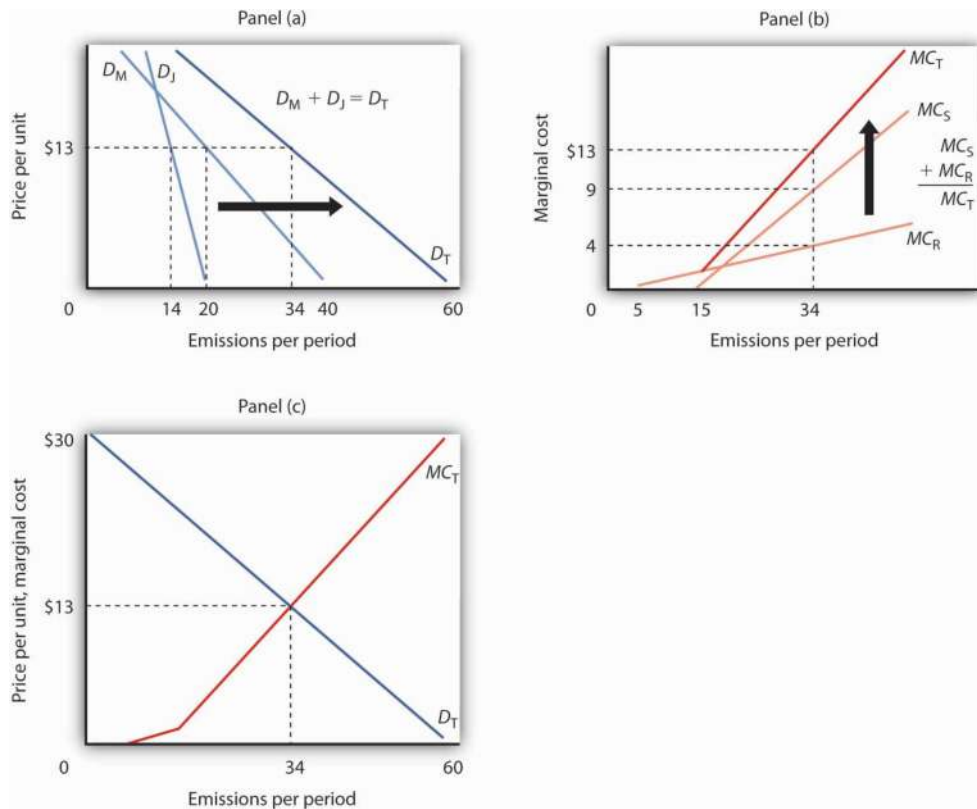 Panel (a)
Price per unit
D_M
D_J
D_M + D_J = D_T
$13
D_T
0
14 20 34 40 60
Emissions per period
Panel (b)
Marginal cost
MC_T
MC_S
$13
MC_S
+ MC_R
MC_T
9
MC_R
4
0 5 15 34
Emissions per period
Panel (c)
Price per unit, marginal cost
$30
MC_T
$13
D_T
0 34 60
Emissions per period